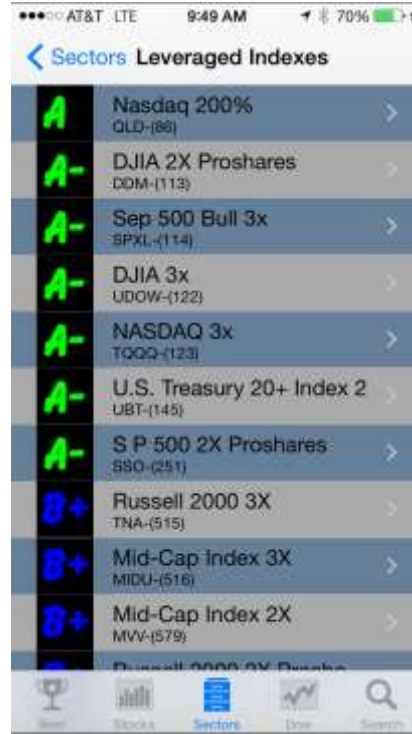 AT&T LTE 9:49 AM 70%
Sectors Leveraged Indexes
A
Nasdaq 200%
QLD-(86)
A-
DJIA 2X Proshares
DDM-(113)
A-
Sep 500 Bull 3x
SPXL-(114)
A-
DJIA 3x
UDOW-(122)
A-
NASDAQ 3x
TQQQ-(123)
A-
U.S. Treasury 20+ Index 2
UBT-(145)
A-
S P 500 2X Proshares
SSO-(251)
B+
Russell 2000 3X
TNA-(515)
B+
Mid-Cap Index 3X
MIDU-(516)
B+
Mid-Cap Index 2X
MVV-(579)
Best Stocks Sectors Dow Search